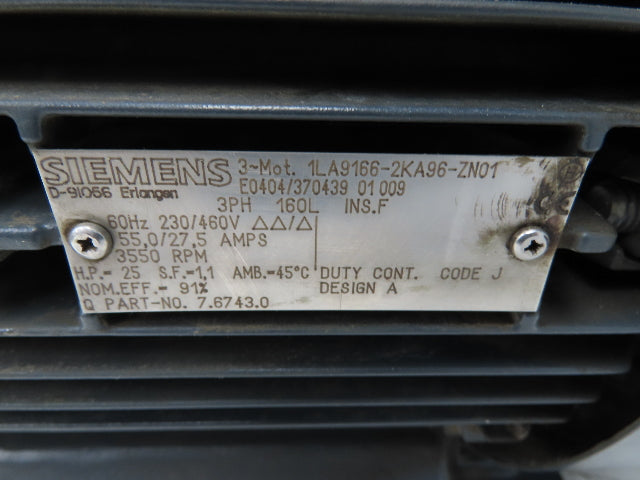 SIEMENS 3~Mot. 1LA9166-2KA96-ZN01
D-91056 Erlangen E0404/370439 01 009
3PH 160L INS.F
60Hz 230/460V ΔΔ/Δ
55,0/27,5 AMPS
3550 RPM
H.P.- 25 S.F.-1,1 AMB.-45°C DUTY CONT. CODE J
NOM.EFF.- 91% DESIGN A
Q PART-NO. 7.6743.0